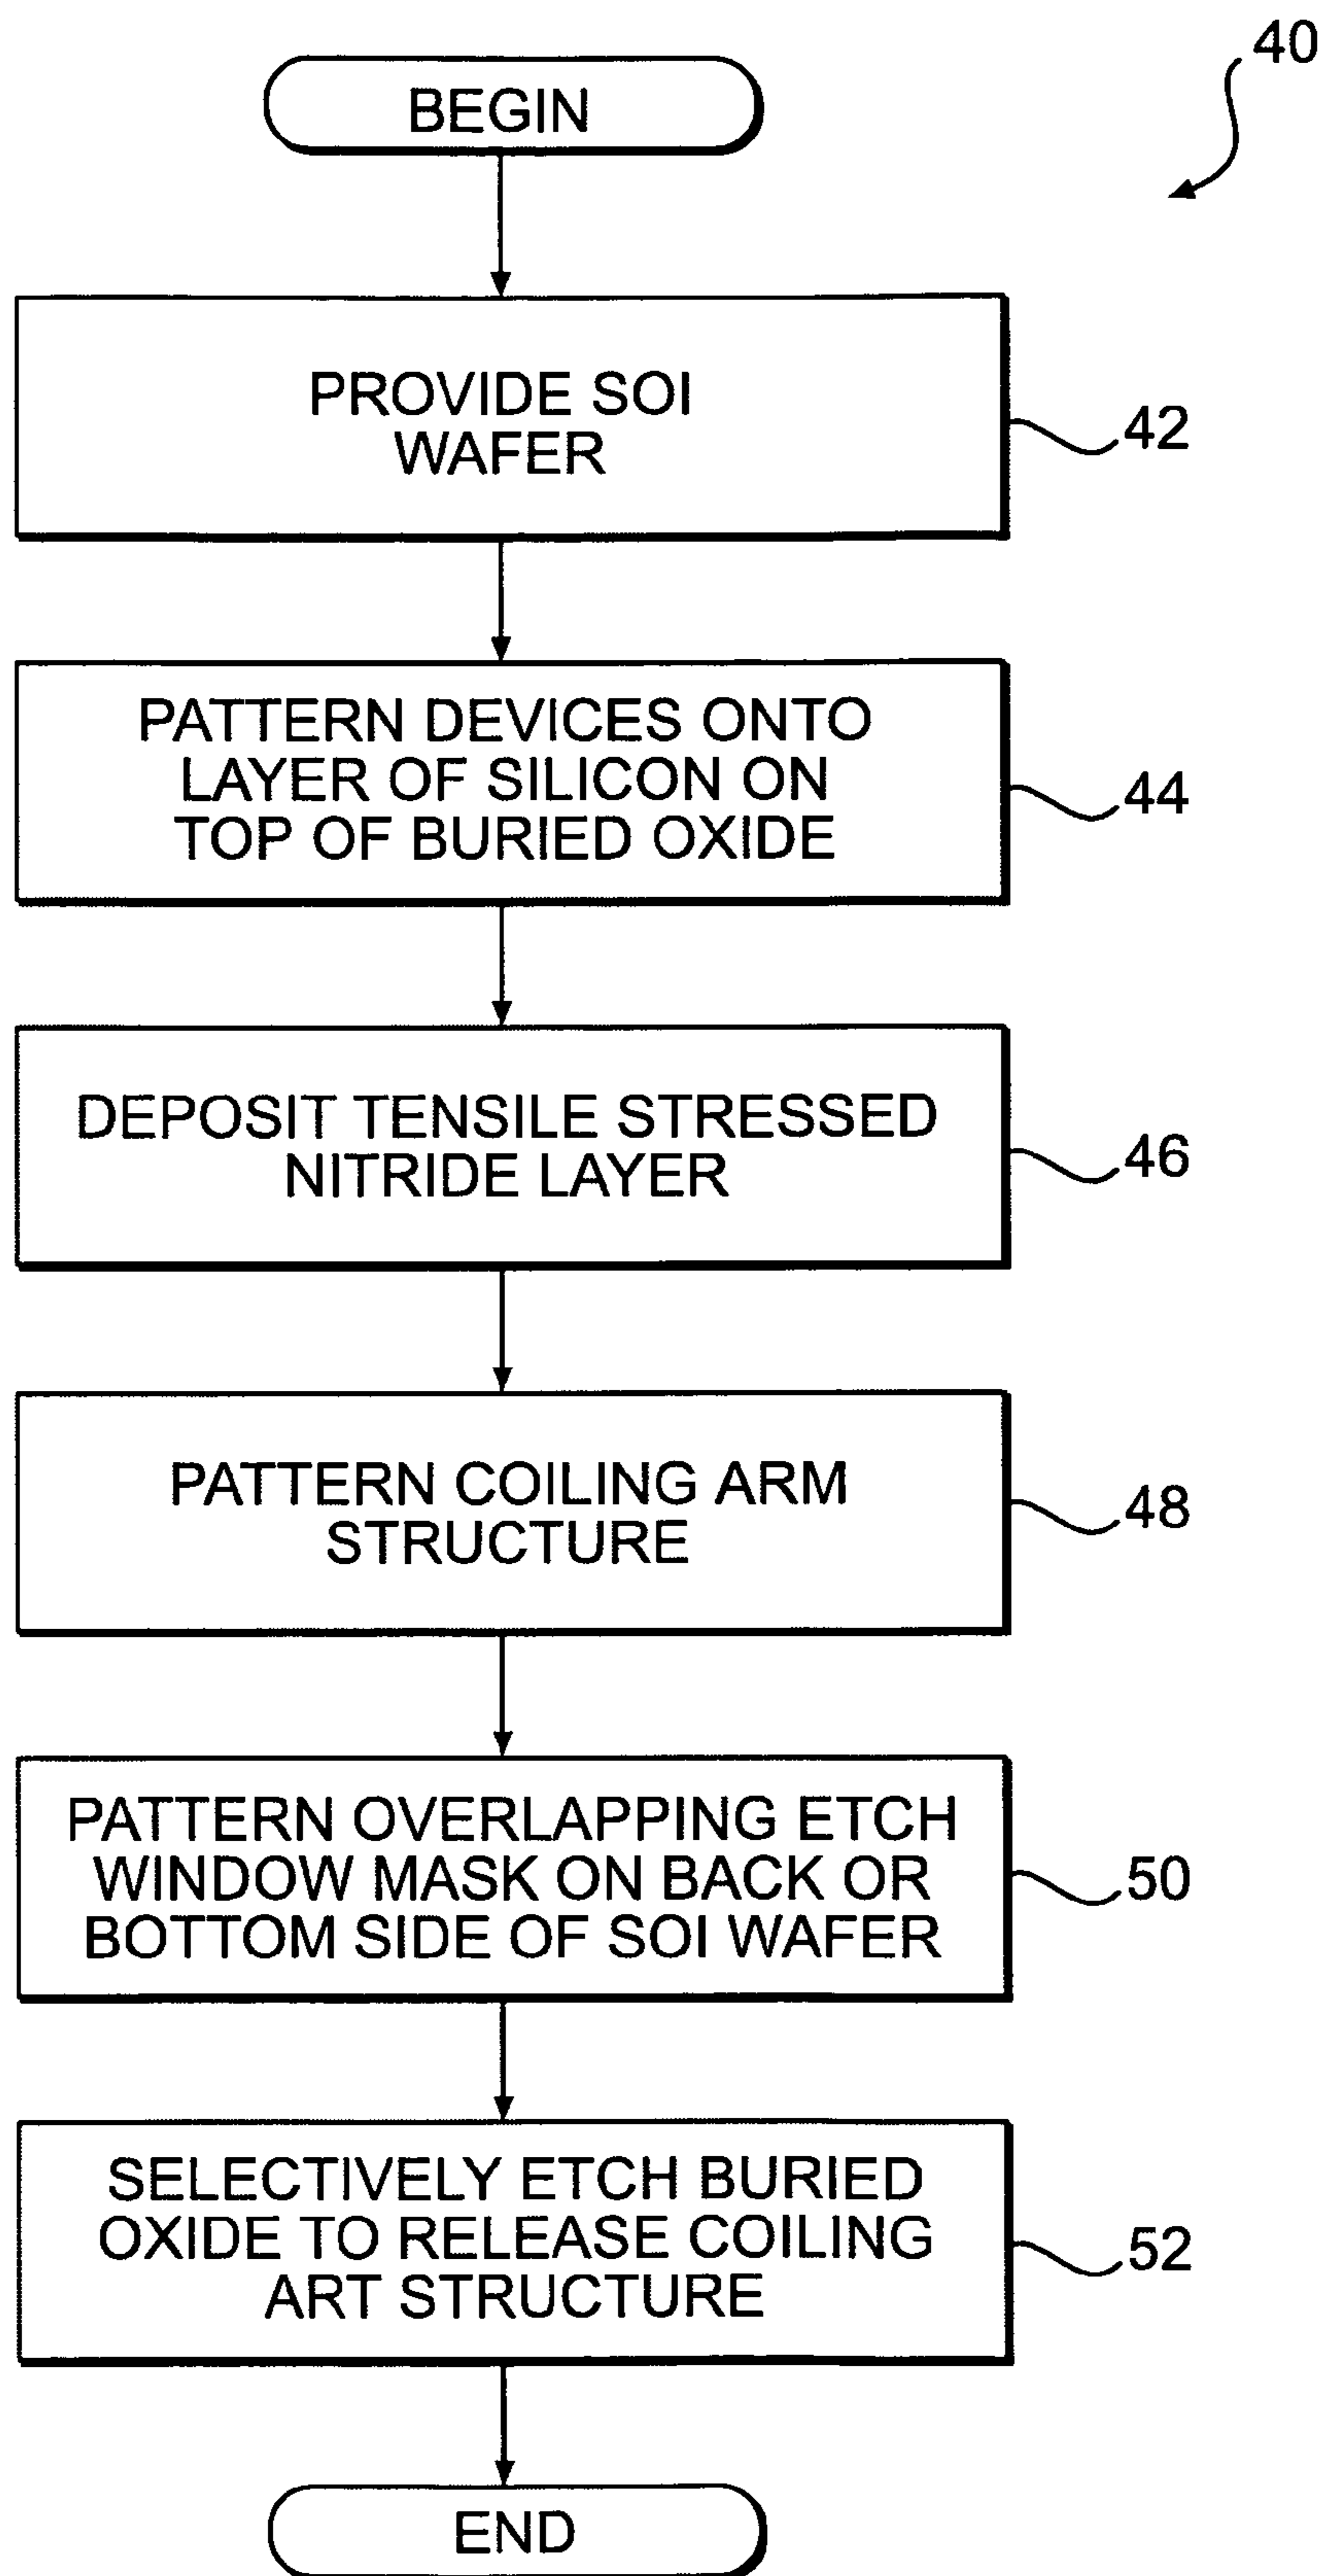 40
BEGIN
PROVIDE SOI
WAFER
42
PATTERN DEVICES ONTO
LAYER OF SILICON ON
TOP OF BURIED OXIDE
44
DEPOSIT TENSILE STRESSED
NITRIDE LAYER
46
PATTERN COILING ARM
STRUCTURE
48
PATTERN OVERLAPPING ETCH
WINDOW MASK ON BACK OR
BOTTOM SIDE OF SOI WAFER
50
SELECTIVELY ETCH BURIED
OXIDE TO RELEASE COILING
ART STRUCTURE
52
END